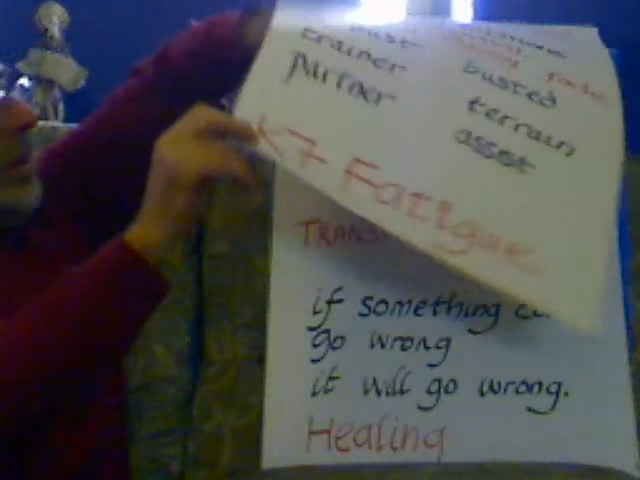 trainer
busted
partner
terrain
asset
K7 Fatigue
if something
go wrong
it will go wrong.
Healing